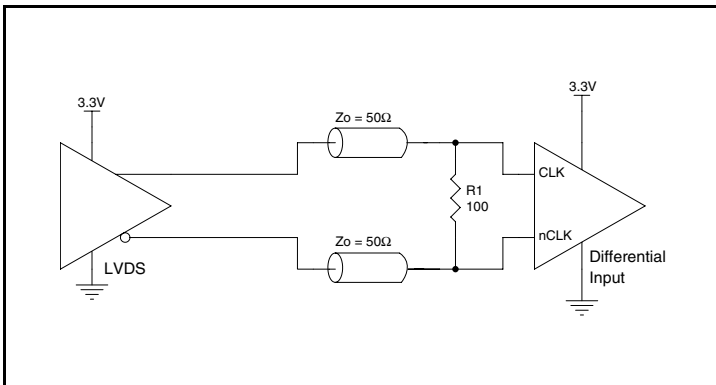 3.3V
3.3V
Zo = 50Ω
CLK
R1
100
Zo = 50Ω
nCLK
LVDS
Differential
Input